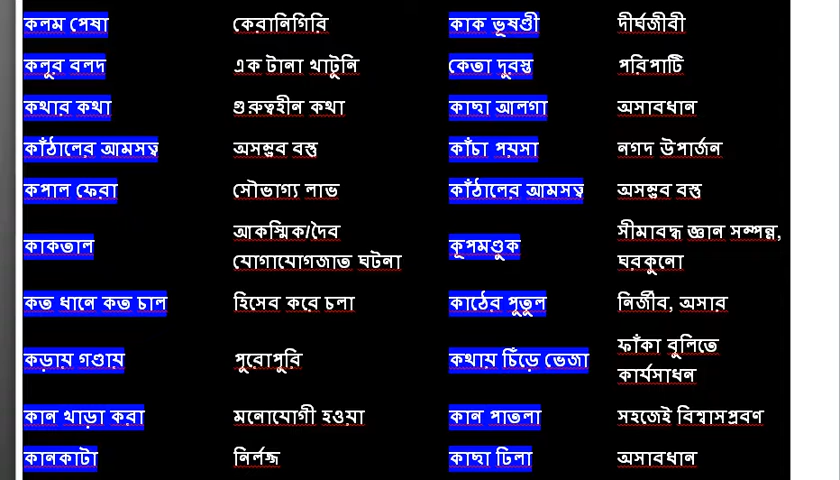 কলম পেষা কেরানিগিরি কাক ভূষণ্ডী দীর্ঘজীবী
কলূর বলদ এক টানা খাটুনি কেতা দুরস্ত পরিপাটি
কথার কথা গুরুত্বহীন কথা কাছা আলগা অসাবধান
কাঁঠালের আমসত্ব অসম্ভব বস্তু কাঁচা পয়সা নগদ উপার্জন
কপাল ফেরা সৌভাগ্য লাভ কাঁঠালের আমসত্ব অসম্ভব বস্তু
কাকতাল আকস্মিক/দৈব যোগাযোগজাত ঘটনা কূপমণ্ডুক সীমাবদ্ধ জ্ঞান সম্পন্ন, ঘরকুনো
কত ধানে কত চাল হিসেব করে চলা কাঠের পুতুল নির্জীব, অসার
কড়ায় গণ্ডায় পুরোপুরি কথায় চিঁড়ে ভেজা ফাঁকা বুলিতে কার্যসাধন
কান খাড়া করা মনোযোগী হওয়া কান পাতলা সহজেই বিশ্বাসপ্রবণ
কানকাটা নির্লজ্জ কাছা ঢিলা অসাবধান